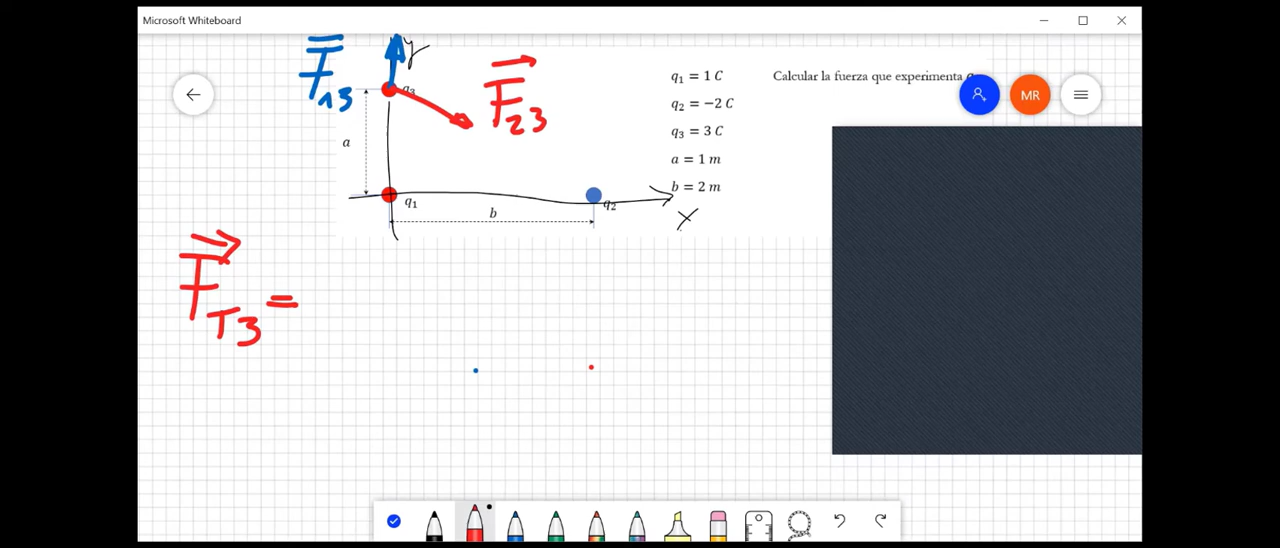 Microsoft Whiteboard
F13
y
F23
q3
a
q1
b
q2
x
q1 = 1 C
q2 = −2 C
q3 = 3 C
a = 1 m
b = 2 m
Calcular la fuerza que experimenta
MR
FT3 =